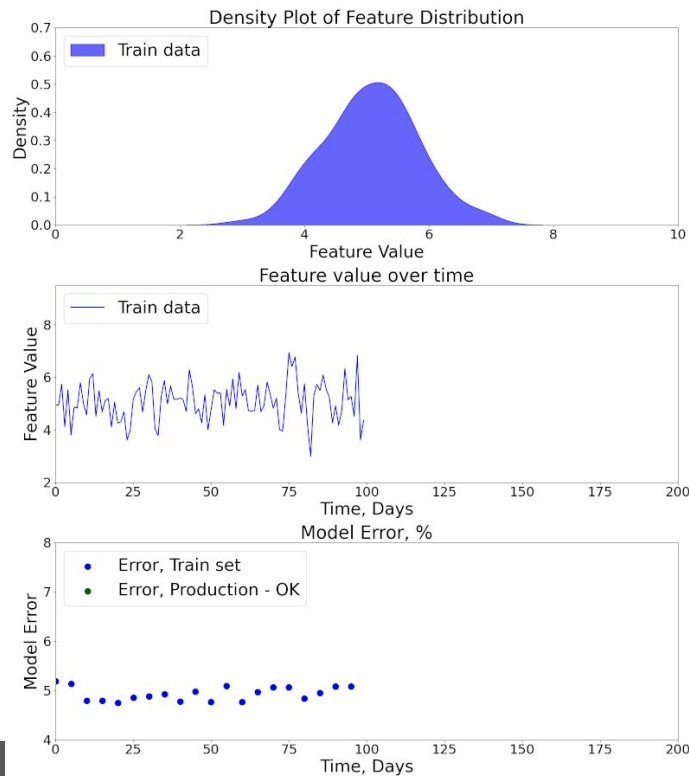 Density Plot of Feature Distribution
0.7
0.6
0.5
0.4
0.3
0.2
0.1
0.0
Density
Train data
0 2 4 6 8 10
Feature Value
Feature value over time
8
6
4
2
Feature Value
Train data
0 25 50 75 100 125 150 175 200
Time, Days
Model Error, %
8
7
6
5
4
Model Error
Error, Train set
Error, Production - OK
0 25 50 75 100 125 150 175 200
Time, Days